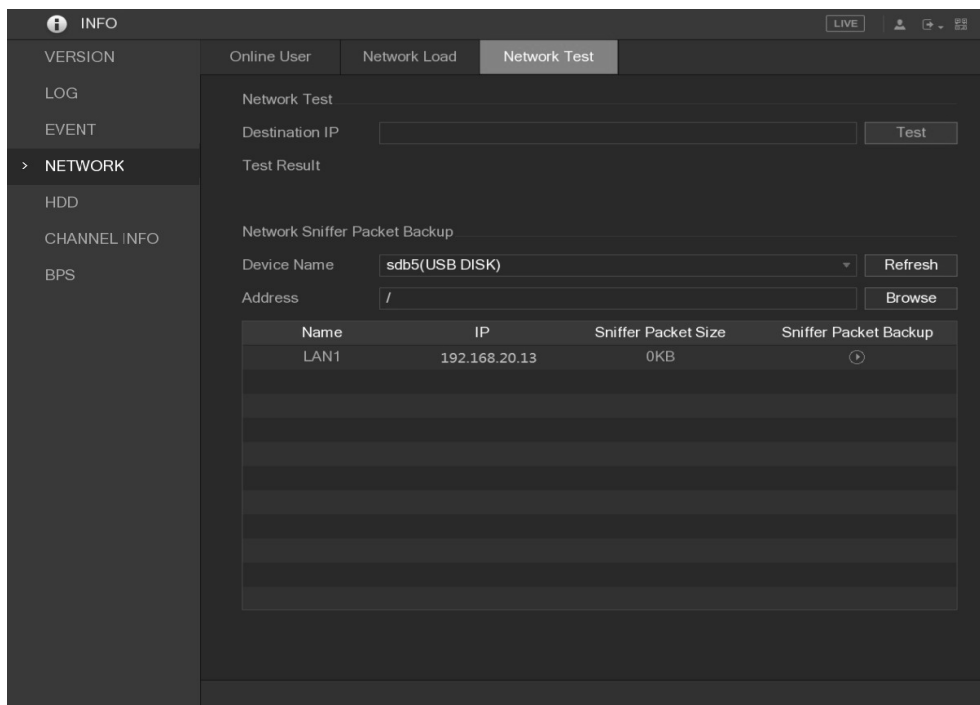 INFO LIVE
VERSION
LOG
EVENT
> NETWORK
HDD
CHANNEL INFO
BPS
Online User Network Load Network Test
Network Test
Destination IP Test
Test Result
Network Sniffer Packet Backup
Device Name sdb5(USB DISK) Refresh
Address / Browse
Name IP Sniffer Packet Size Sniffer Packet Backup
LAN1 192.168.20.13 0KB